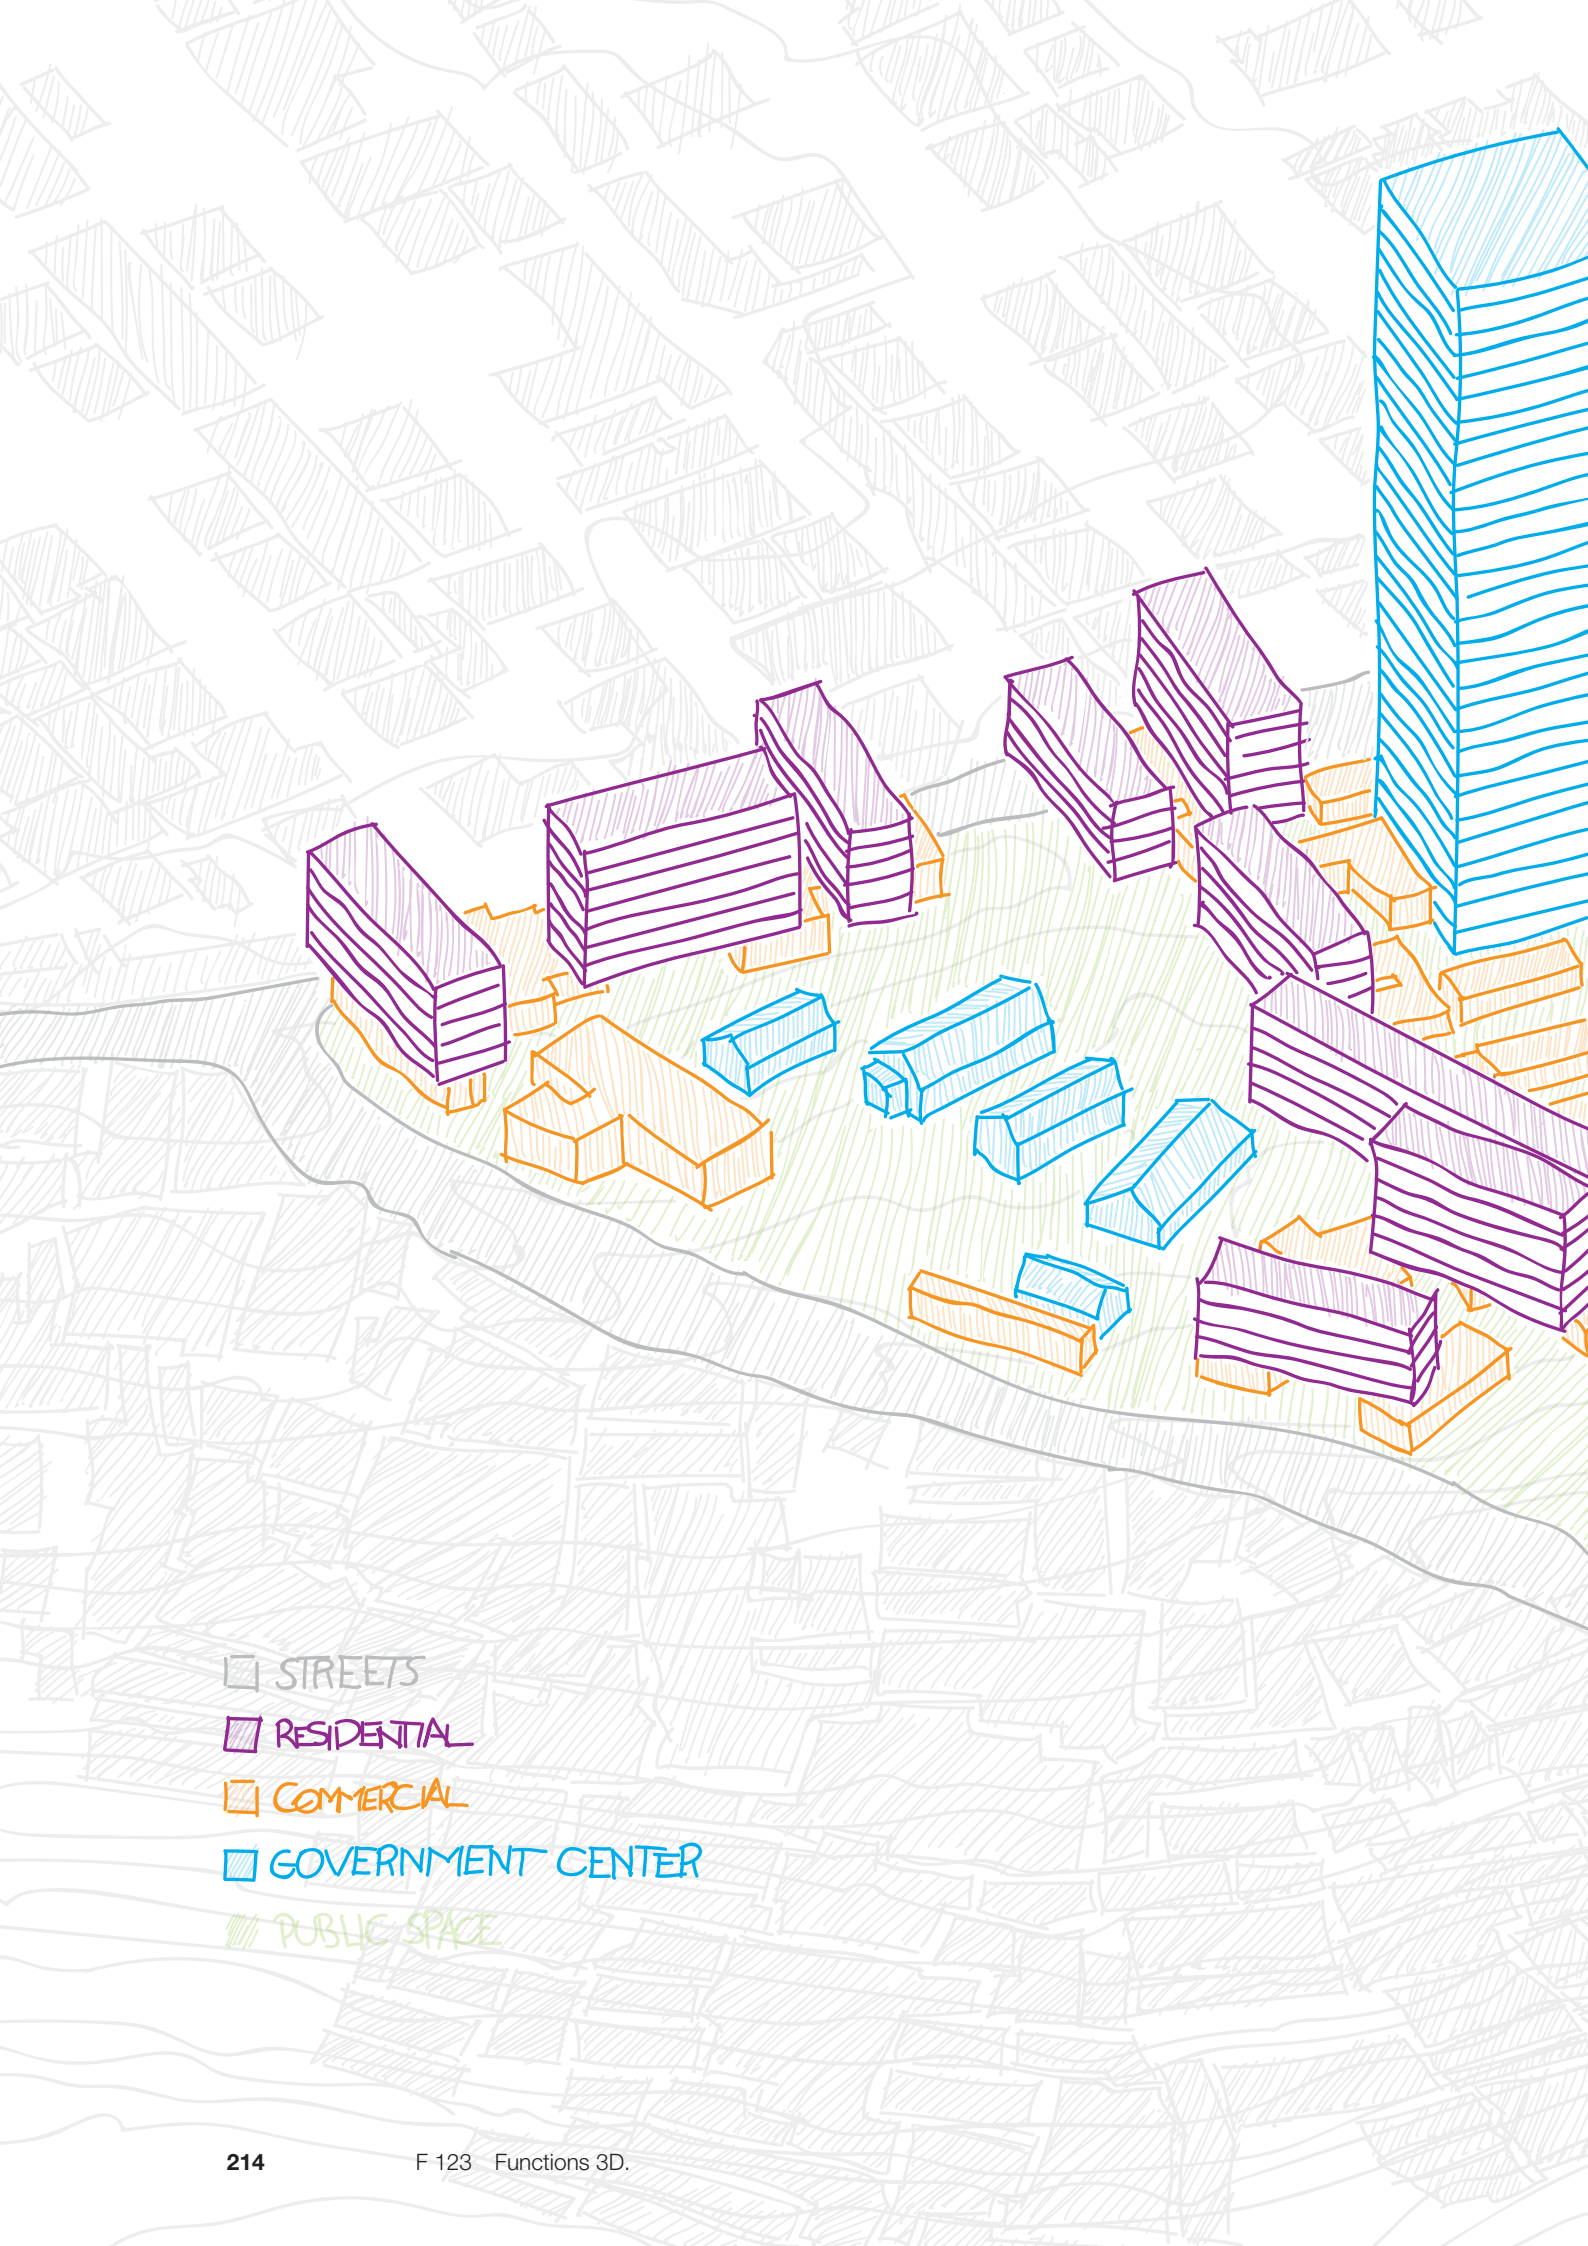 STREETS
RESIDENTIAL
COMMERCIAL
GOVERNMENT CENTER
PUBLIC SPACE
214 F 123 Functions 3D.